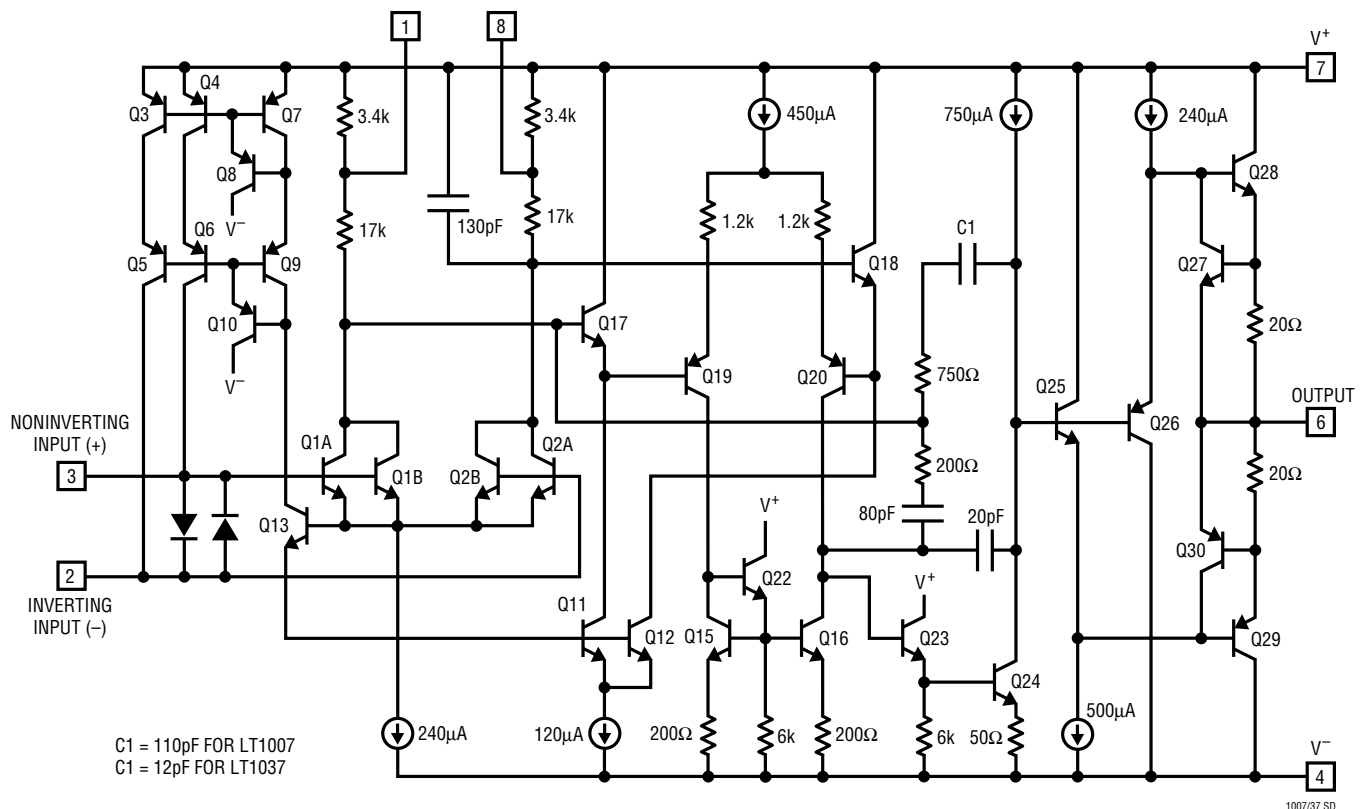 1
8
V+
7
Q3
Q4
Q7
3.4k
3.4k
450µA
750µA
240µA
Q8
Q28
V–
130pF
17k
17k
1.2k
1.2k
C1
Q5
Q6
Q9
Q18
Q27
Q10
Q17
20Ω
V–
Q19
Q20
750Ω
Q25
OUTPUT
6
Q26
NONINVERTING
INPUT (+)
3
Q1A
Q1B
Q2B
Q2A
200Ω
20Ω
Q13
80pF
20pF
V+
Q30
2
INVERTING
INPUT (–)
Q22
V+
Q11
Q12
Q15
Q16
Q23
Q29
Q24
240µA
120µA
200Ω
6k
200Ω
6k
50Ω
500µA
V–
4
C1 = 110pF FOR LT1007
C1 = 12pF FOR LT1037
1007/37 SD